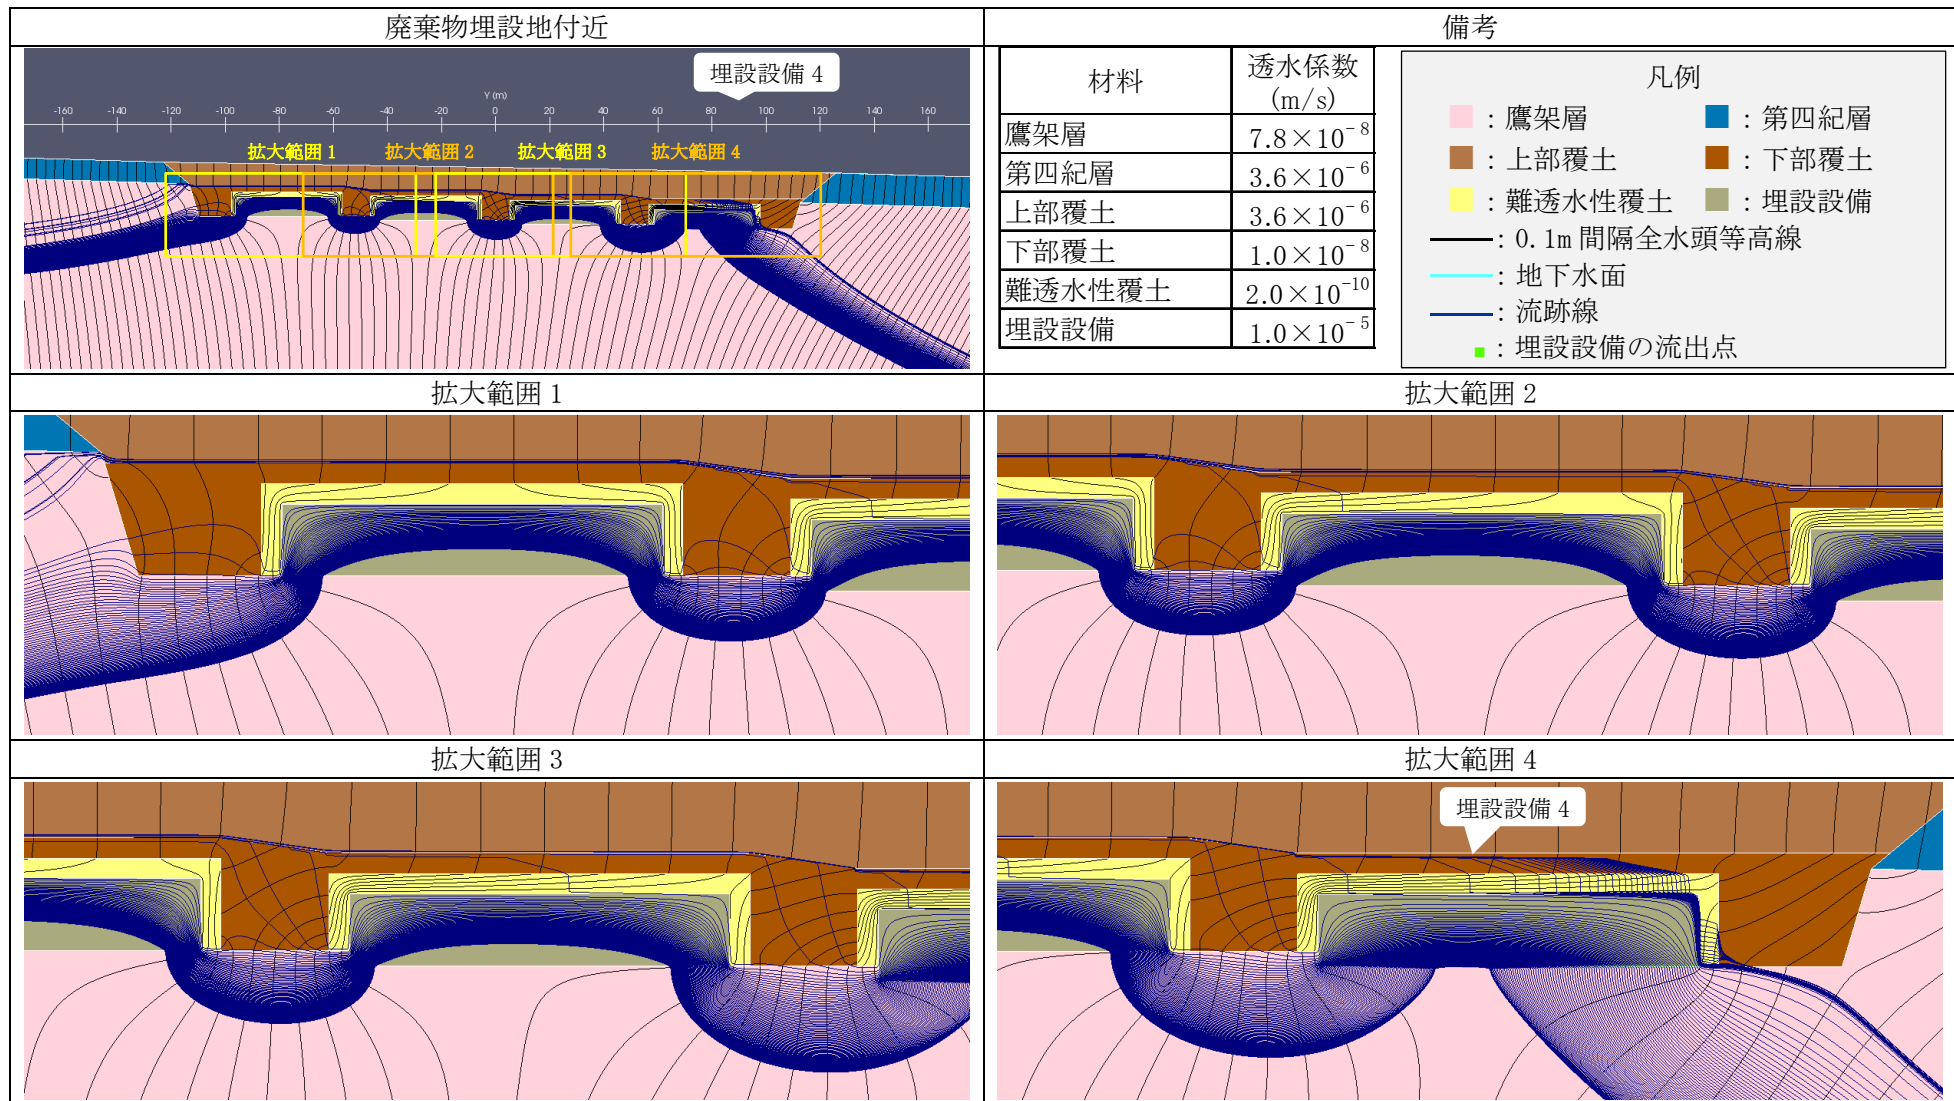 廃棄物埋設地付近
備考
埋設設備 4
Y (m)
-160 -140 -120 -100 -80 -60 -40 -20 0 20 40 60 80 100 120 140 160
拡大範囲 1 拡大範囲 2 拡大範囲 3 拡大範囲 4
材料 透水係数 (m/s)
鷹架層 7.8×10⁻⁸
第四紀層 3.6×10⁻⁶
上部覆土 3.6×10⁻⁶
下部覆土 1.0×10⁻⁸
難透水性覆土 2.0×10⁻¹⁰
埋設設備 1.0×10⁻⁵
凡例
:鷹架層 :第四紀層
:上部覆土 :下部覆土
:難透水性覆土 :埋設設備
:0.1m 間隔全水頭等高線
:地下水面
:流跡線
:埋設設備の流出点
拡大範囲 1
拡大範囲 2
拡大範囲 3
拡大範囲 4
埋設設備 4